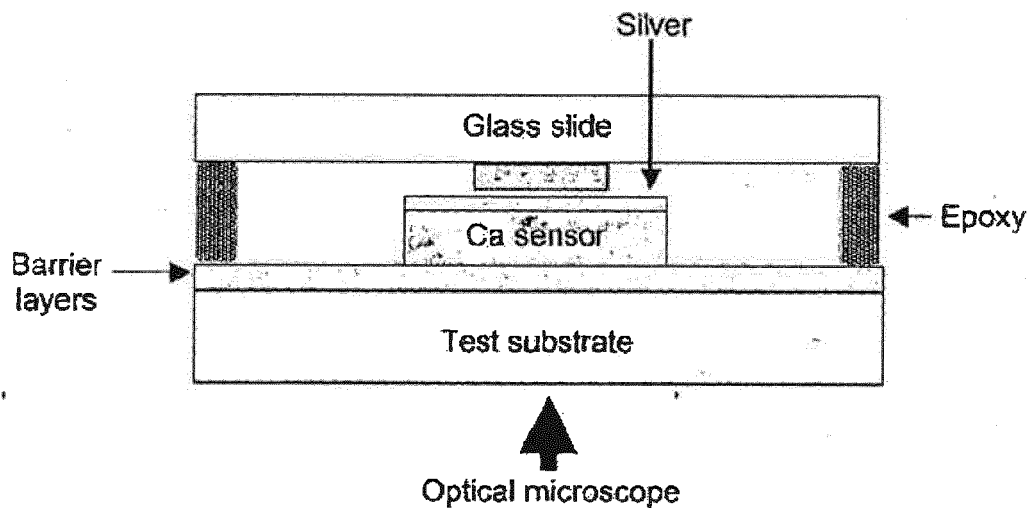 Silver
Glass slide
Ca sensor
Epoxy
Barrier
layers
Test substrate
Optical microscope